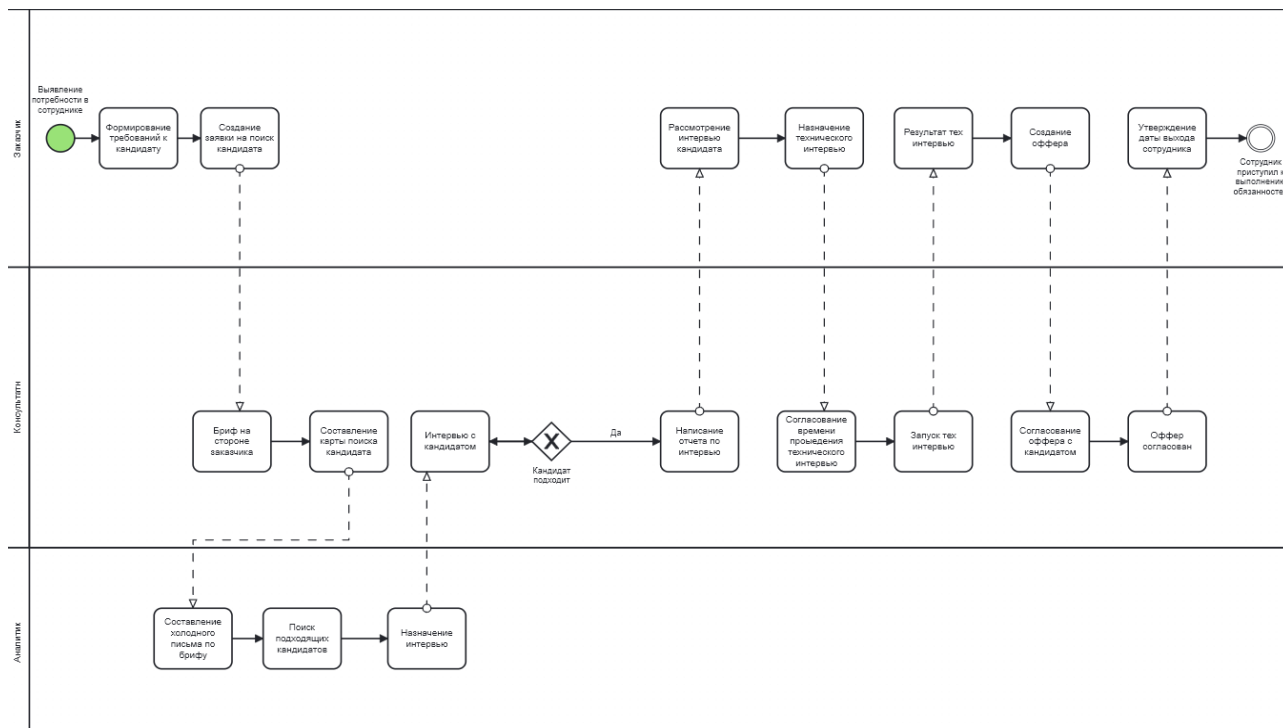 Заказчик
Выявление
потребности в
сотруднике
Формирование
требований к
кандидату
Создание
заявки на поиск
кандидата
Рассмотрение
интервью
кандидата
Назначение
технического
интервью
Результат тех
интервью
Создание
оффера
Утверждение
даты выхода
сотрудника
Сотрудник
приступил к
выполнению
обязанносте
Консультатн
Бриф на
стороне
заказчика
Составление
карты поиска
кандидата
Интервью с
кандидатом
Кандидат
подходит
Да
Написание
отчета по
интервью
Согласование
времени
прощедения
технического
интервью
Запуск тех
интервью
Согласование
оффера с
кандидатом
Оффер
согласован
Аналитик
Составление
холодного
письма по
брифу
Поиск
подходящих
кандидатов
Назначение
интервью